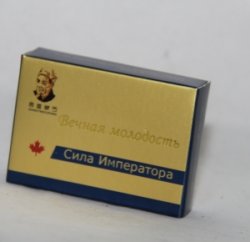 Вечная молодость
Сила Императора